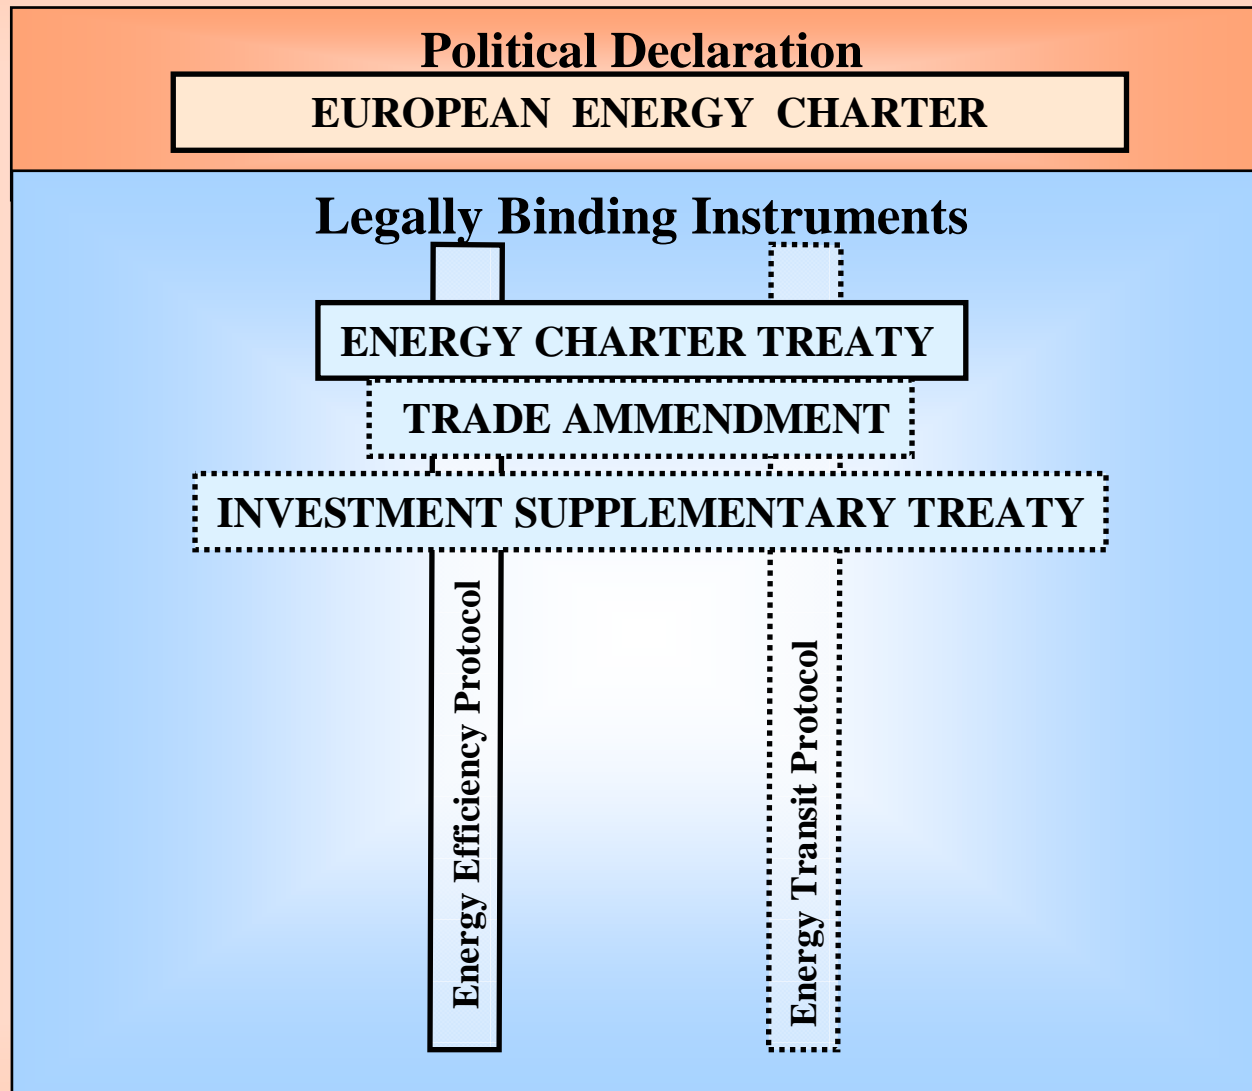 Political Declaration
EUROPEAN ENERGY CHARTER
Legally Binding Instruments
ENERGY CHARTER TREATY
TRADE AMMENDMENT
INVESTMENT SUPPLEMENTARY TREATY
Energy Efficiency Protocol
Energy Transit Protocol